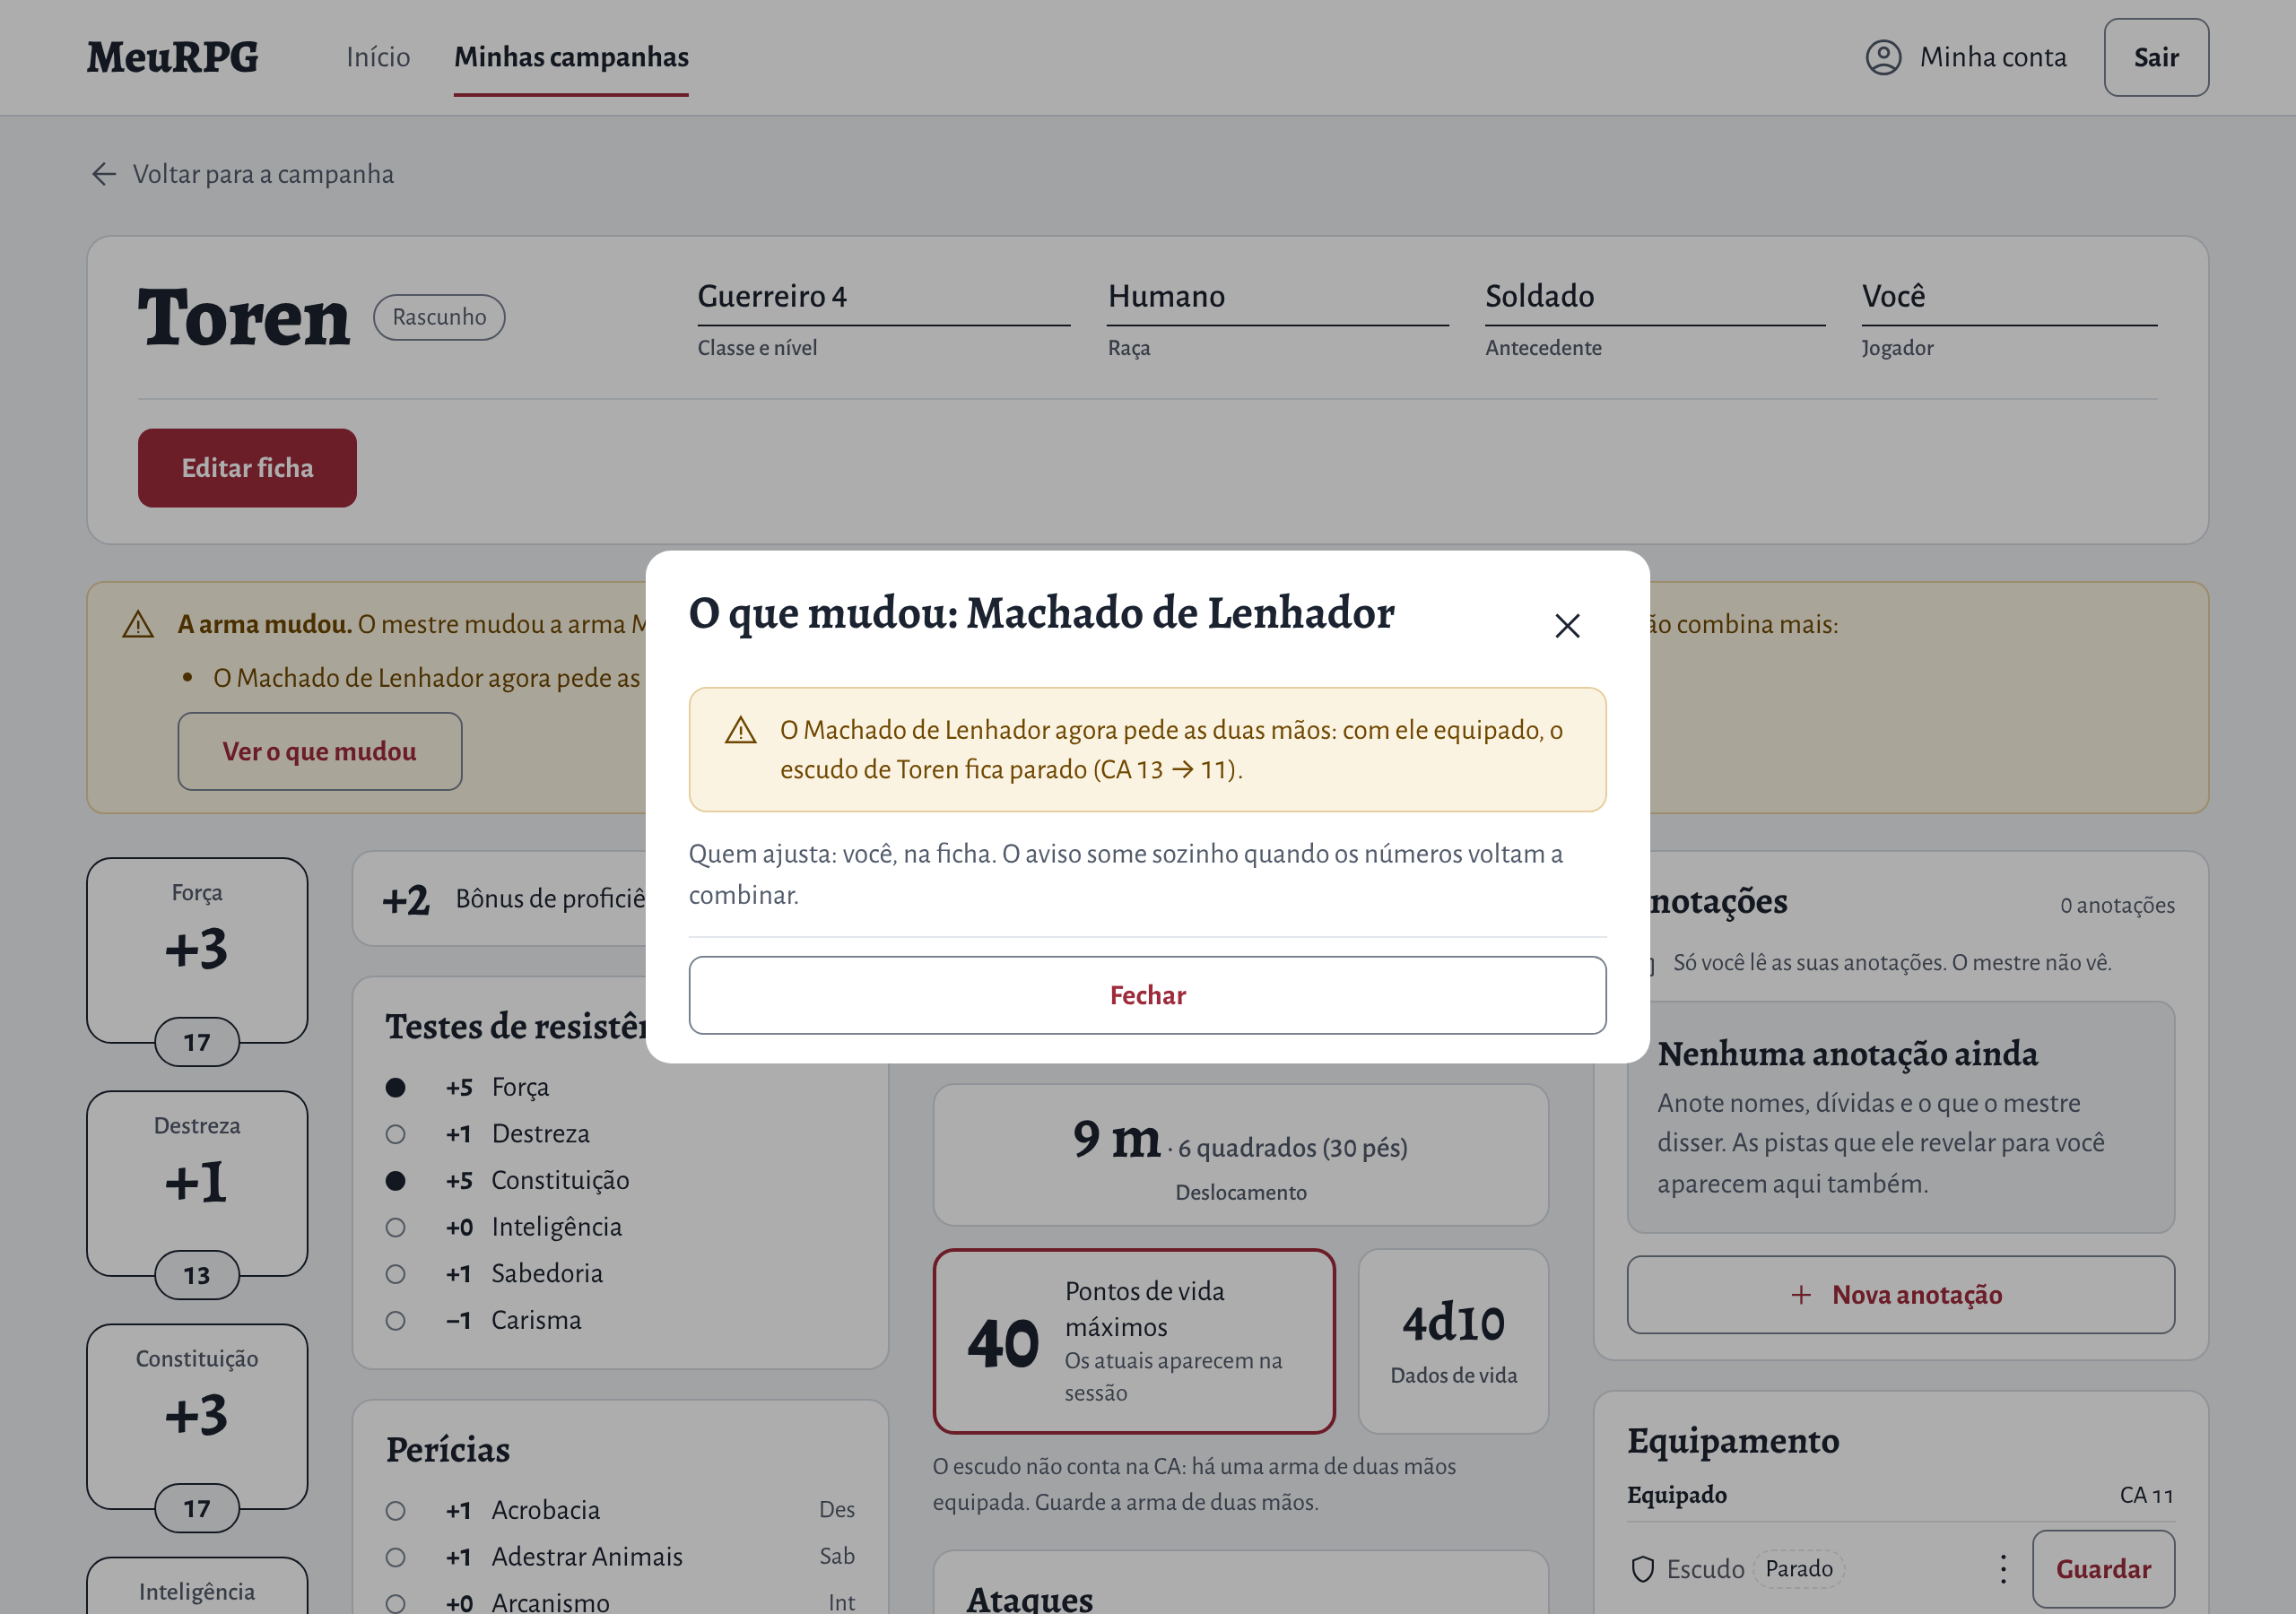 MeuRPG
Início
Minhas campanhas
Minha conta
Sair
Voltar para a campanha
Toren
Rascunho
Guerreiro 4
Classe e nível
Humano
Raça
Soldado
Antecedente
Você
Jogador
Editar ficha
A arma mudou. O mestre mudou a arma
ão combina mais:
O Machado de Lenhador agora pede as
Ver o que mudou
O que mudou: Machado de Lenhador
O Machado de Lenhador agora pede as duas mãos: com ele equipado, o
escudo de Toren fica parado (CA 13 → 11).
Quem ajusta: você, na ficha. O aviso some sozinho quando os números voltam a
combinar.
Fechar
Força
+3
17
Destreza
+1
13
Constituição
+3
17
Inteligência
+2 Bônus de proficiê
Testes de resistên
+5 Força
+1 Destreza
+5 Constituição
+0 Inteligência
+1 Sabedoria
−1 Carisma
Perícias
+1 Acrobacia Des
+1 Adestrar Animais Sab
+0 Arcanismo Int
9 m · 6 quadrados (30 pés)
Deslocamento
40
Pontos de vida
máximos
Os atuais aparecem na
sessão
4d10
Dados de vida
O escudo não conta na CA: há uma arma de duas mãos
equipada. Guarde a arma de duas mãos.
Ataques
notações
0 anotações
Só você lê as suas anotações. O mestre não vê.
Nenhuma anotação ainda
Anote nomes, dívidas e o que o mestre
disser. As pistas que ele revelar para você
aparecem aqui também.
+ Nova anotação
Equipamento
Equipado CA 11
Escudo Parado
Guardar